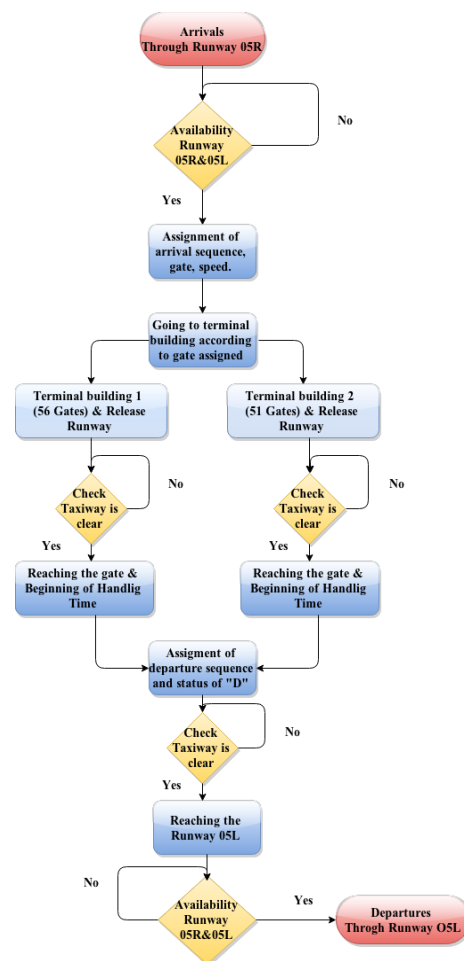 Arrivals
Through Runway 05R
Availability
Runway
05R&05L
No
Yes
Assignment of
arrival sequence,
gate, speed.
Going to terminal
building according
to gate assigned
Terminal building 1
(56 Gates) & Release
Runway
Terminal building 2
(51 Gates) & Release
Runway
Check
Taxiway is
clear
No
Yes
Check
Taxiway is
clear
No
Yes
Reaching the gate &
Beginning of Handlig
Time
Reaching the gate &
Beginning of Handlig
Time
Assigment of
departure sequence
and status of "D"
Check
Taxiway is
clear
No
Yes
Reaching the
Runway 05L
No
Availability
Runway
05R&05L
Yes
Departures
Throgh Runway O5L